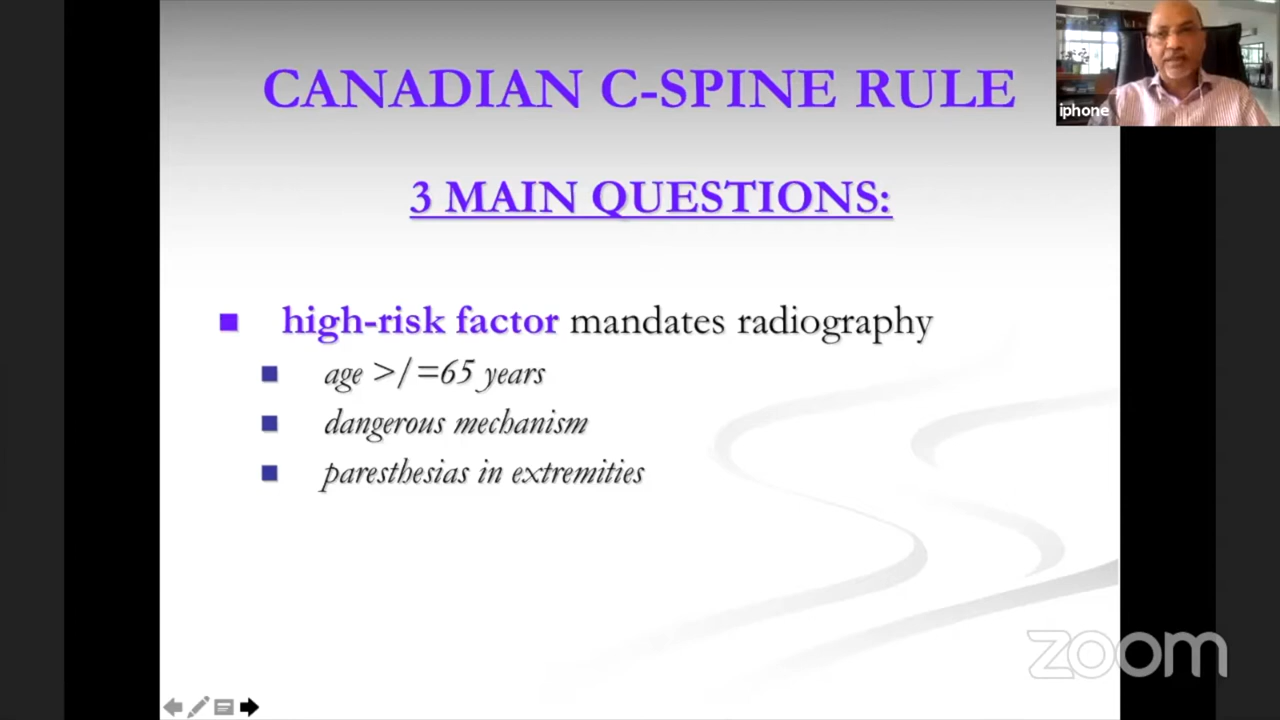 CANADIAN C-SPINE RULE
iphone
3 MAIN QUESTIONS:
high-risk factor mandates radiography
age >/=65 years
dangerous mechanism
paresthesias in extremities
zoom